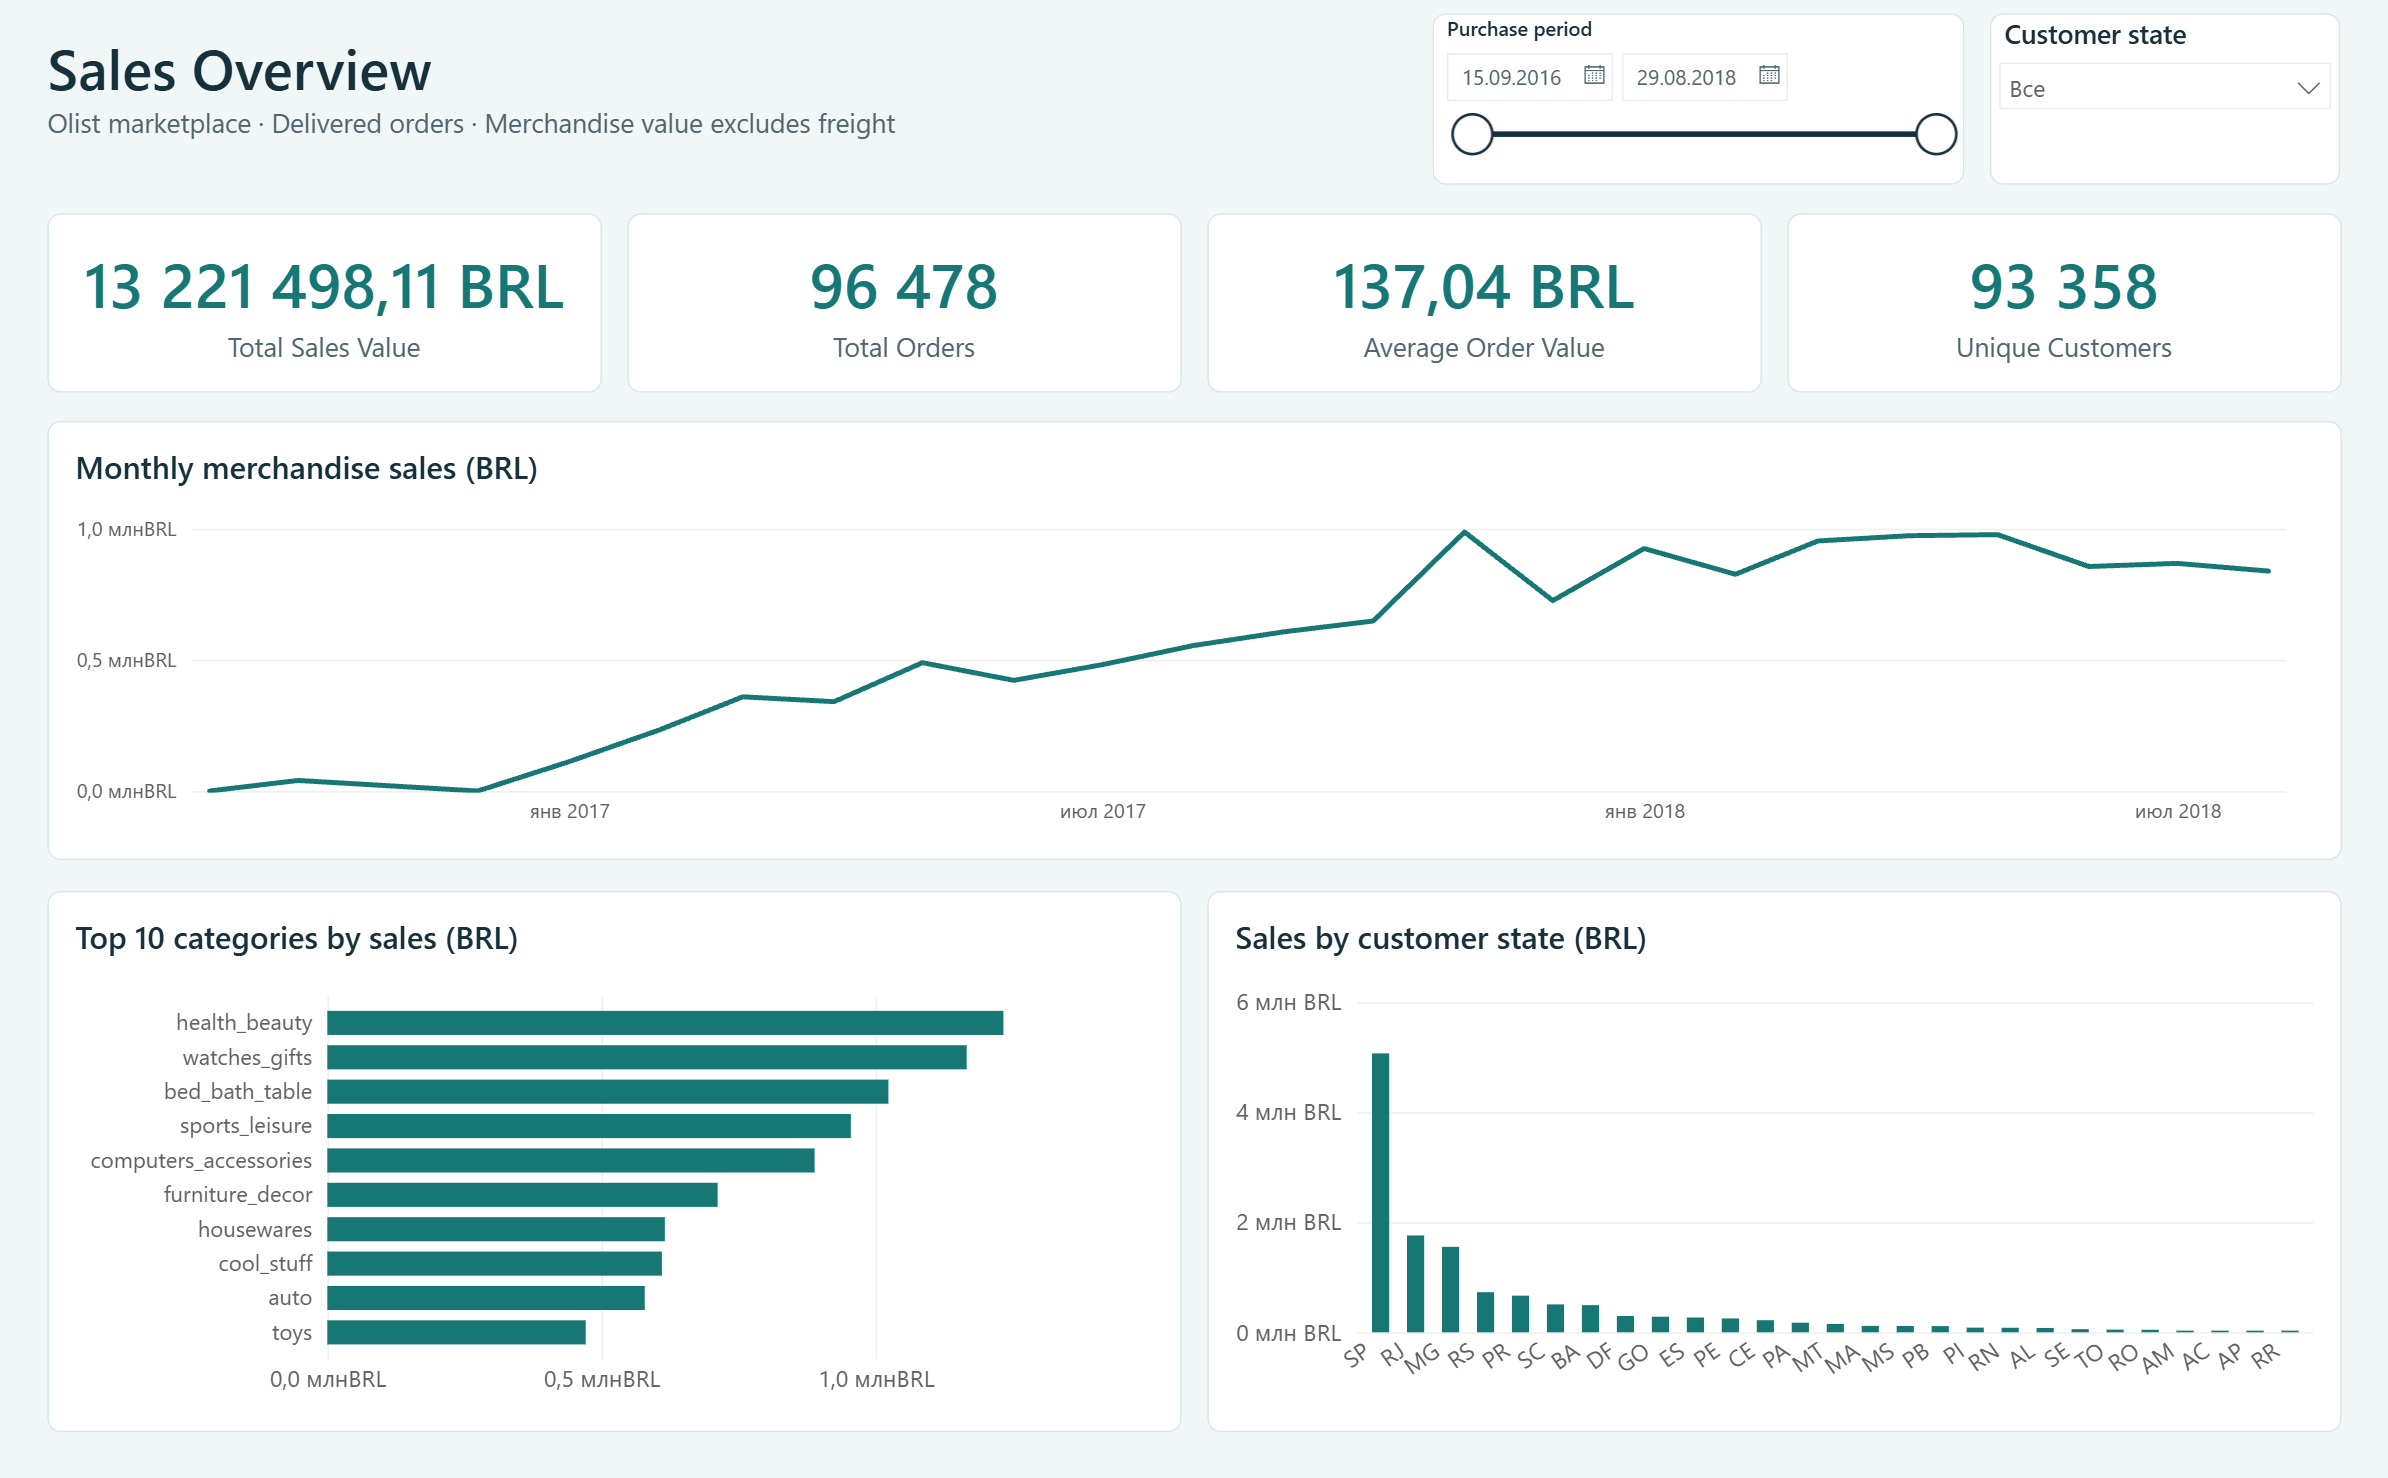 Sales Overview
Olist marketplace · Delivered orders · Merchandise value excludes freight
Purchase period
15.09.2016
29.08.2018
Customer state
Все
13 221 498,11 BRL
Total Sales Value
96 478
Total Orders
137,04 BRL
Average Order Value
93 358
Unique Customers
Monthly merchandise sales (BRL)
1,0 млнBRL
0,5 млнBRL
0,0 млнBRL
янв 2017
июл 2017
янв 2018
июл 2018
Top 10 categories by sales (BRL)
health_beauty
watches_gifts
bed_bath_table
sports_leisure
computers_accessories
furniture_decor
housewares
cool_stuff
auto
toys
0,0 млнBRL
0,5 млнBRL
1,0 млнBRL
Sales by customer state (BRL)
6 млн BRL
4 млн BRL
2 млн BRL
0 млн BRL
SP
RJ
MG
RS
PR
SC
BA
DF
GO
ES
PE
CE
PA
MT
MA
MS
PB
PI
RN
AL
SE
TO
RO
AM
AC
AP
RR